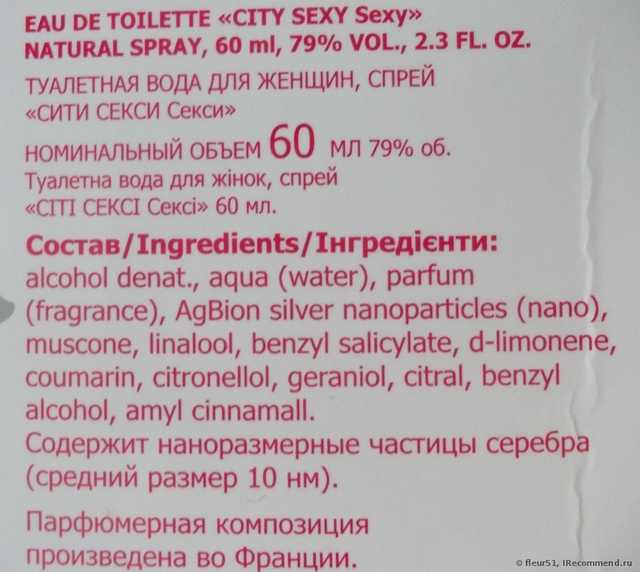 EAU DE TOILETTE «CITY SEXY Sexy»
NATURAL SPRAY, 60 ml, 79% VOL., 2.3 FL. OZ.
ТУАЛЕТНАЯ ВОДА ДЛЯ ЖЕНЩИН, СПРЕЙ
«СИТИ СЕКСИ Секси»
НОМИНАЛЬНЫЙ ОБЪЕМ 60 МЛ 79% об.
Туалетна вода для жінок, спрей
«СІТІ СЕКСІ Сексі» 60 мл.
Состав/Ingredients/Інгредієнти:
alcohol denat., aqua (water), parfum
(fragrance), AgBion silver nanoparticles (nano),
muscone, linalool, benzyl salicylate, d-limonene,
coumarin, citronellol, geraniol, citral, benzyl
alcohol, amyl cinnamall.
Содержит наноразмерные частицы серебра
(средний размер 10 нм).
Парфюмерная композиция
произведена во Франции.
© fleur51, IRecommend.ru